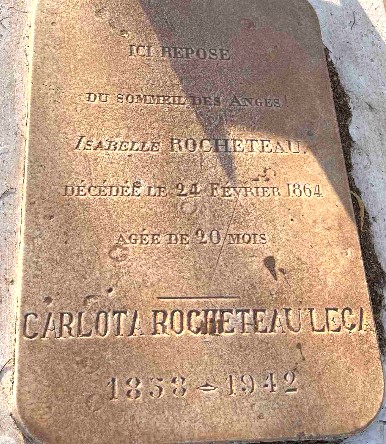 ICI REPOSE
DU SOMMEIL DES ANGES
ISABELLE ROCHETEAU.
DÉCÉDÉE LE 24 FÉVRIER 1864
AGÉE DE 20 MOIS
CARLOTA ROCHETEAU LEÇA
1858 - 1942